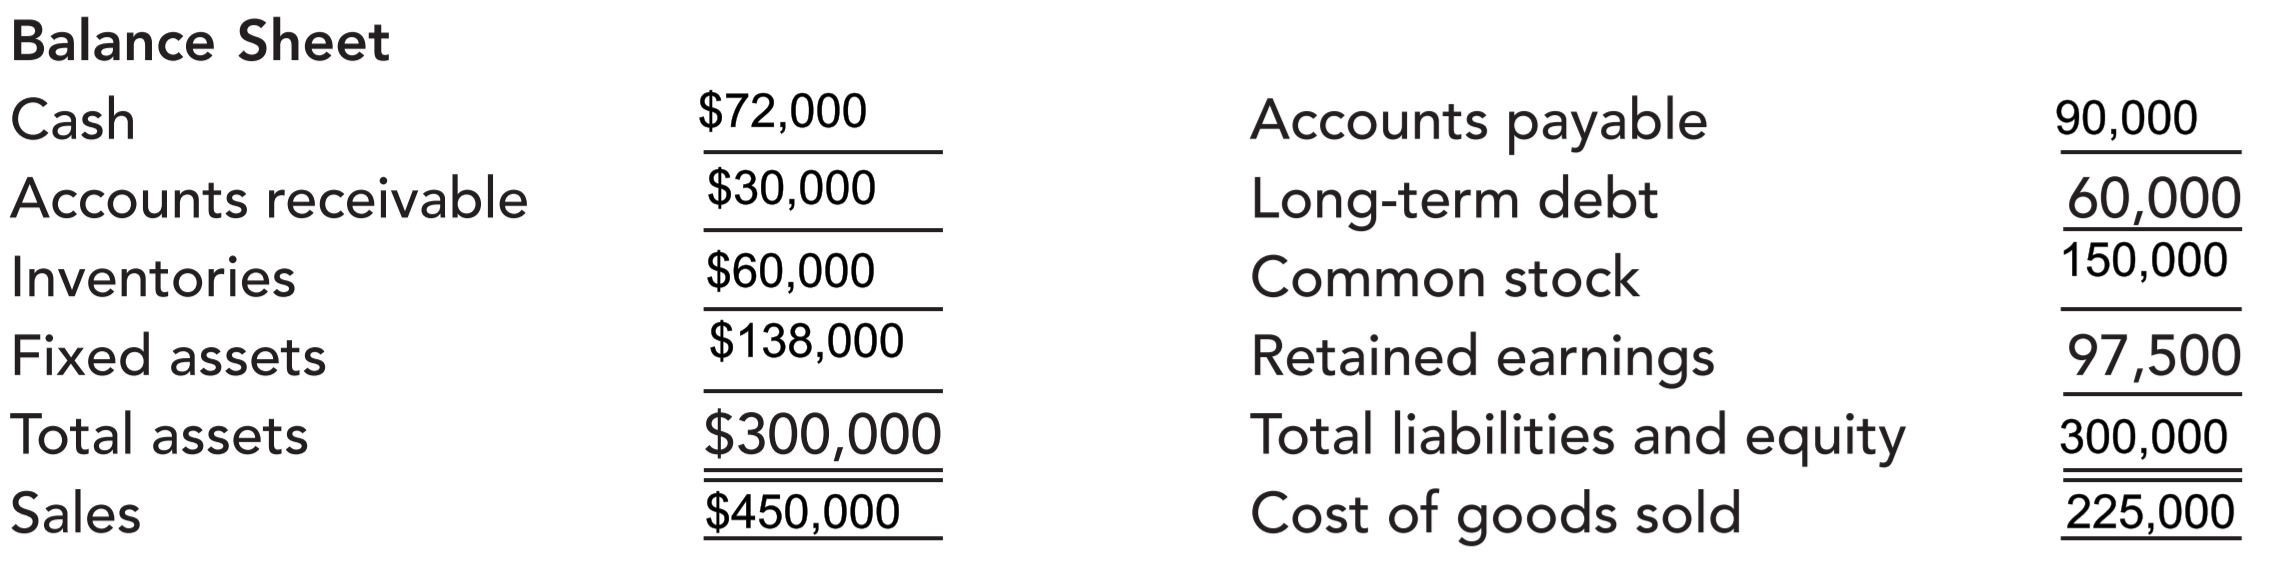 Balance Sheet
Cash $72,000 Accounts payable 90,000
Accounts receivable $30,000 Long-term debt 60,000
Inventories $60,000 Common stock 150,000
Fixed assets $138,000 Retained earnings 97,500
Total assets $300,000 Total liabilities and equity 300,000
Sales $450,000 Cost of goods sold 225,000